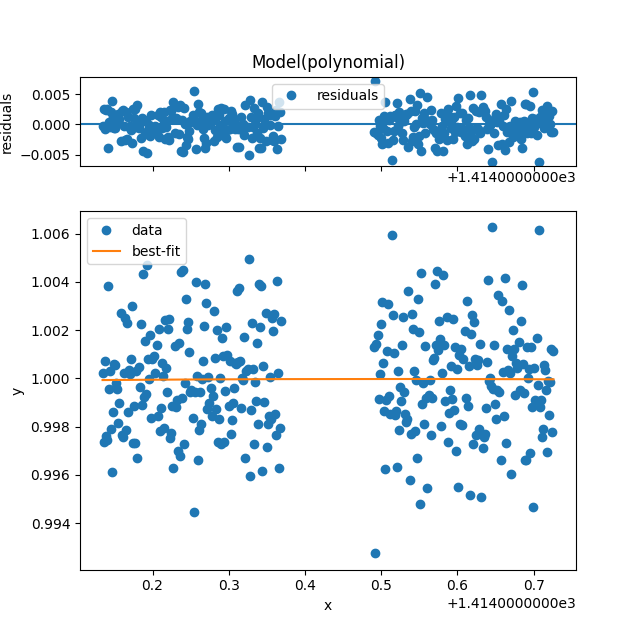 Model(polynomial)
residuals
0.005
0.000
−0.005
residuals
+1.4140000000e3
y
1.006
1.004
1.002
1.000
0.998
0.996
0.994
data
best-fit
0.2 0.3 0.4 0.5 0.6 0.7
x
+1.4140000000e3